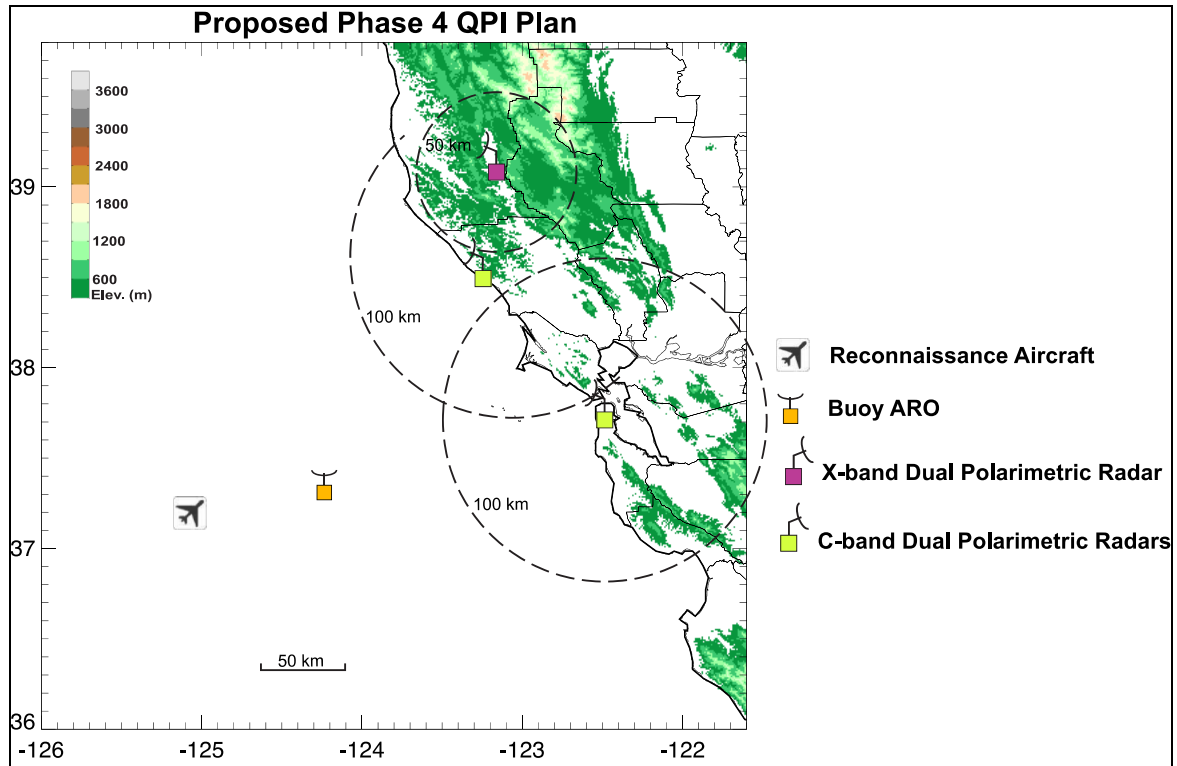 Proposed Phase 4 QPI Plan
3600
3000
2400
1800
1200
600
Elev. (m)
50 km
100 km
100 km
50 km
39
38
37
36
-126
-125
-124
-123
-122
Reconnaissance Aircraft
Buoy ARO
X-band Dual Polarimetric Radar
C-band Dual Polarimetric Radars